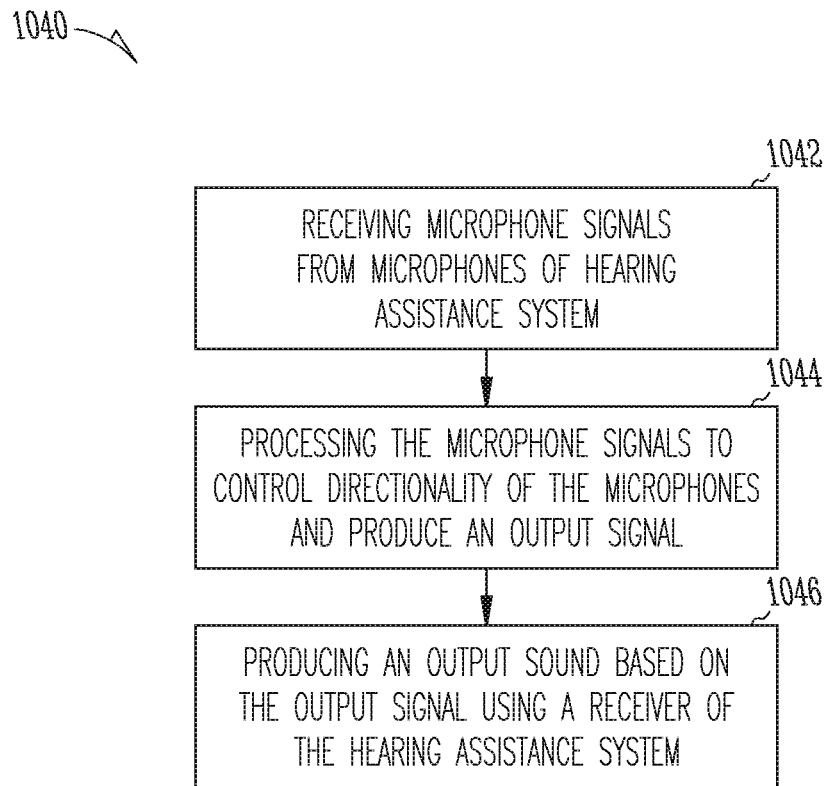 1040
1042
RECEIVING MICROPHONE SIGNALS
FROM MICROPHONES OF HEARING
ASSISTANCE SYSTEM
1044
PROCESSING THE MICROPHONE SIGNALS TO
CONTROL DIRECTIONALITY OF THE MICROPHONES
AND PRODUCE AN OUTPUT SIGNAL
1046
PRODUCING AN OUTPUT SOUND BASED ON
THE OUTPUT SIGNAL USING A RECEIVER OF
THE HEARING ASSISTANCE SYSTEM